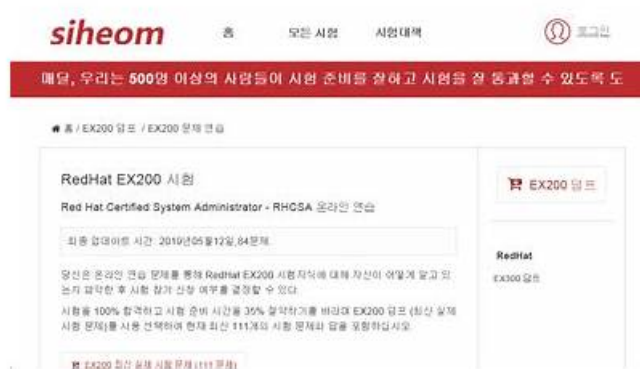 siheom
홈 모든 시험 시험대책 로그인
매달, 우리는 500명 이상의 사람들이 시험 준비를 잘하고 시험을 잘 통과할 수 있도록 도
홈 / EX200 덤프 / EX200 문제 연습
RedHat EX200 시험
Red Hat Certified System Administrator - RHCSA 온라인 연습
최종 업데이트 시간: 2019년05월12일,84문제.
당신은 온라인 연습 문제를 통해 RedHat EX200 시험지식에 대해 자신이 어떻게 알고 있
는지 파악한 후 시험 참가 신청 여부를 결정할 수 있다.
시험을 100% 합격하고 시험 준비 시간을 35% 절약하기를 바라며 EX200 덤프 (최신 실제
시험 문제)를 사용 선택하여 현재 최신 111개의 시험 문제와 답을 포함하십시오.
EX200 최신 실제 시험 문제 (111 문제)
EX200 덤프
RedHat
EX300 덤프